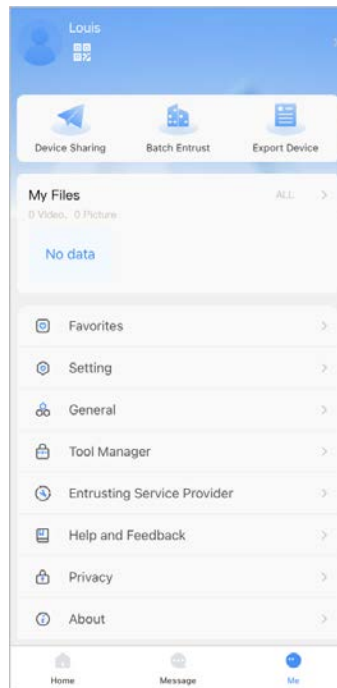 Louis
Device Sharing Batch Entrust Export Device
My Files ALL
0 Video, 0 Picture
No data
Favorites
Setting
General
Tool Manager
Entrusting Service Provider
Help and Feedback
Privacy
About
Home Message Me